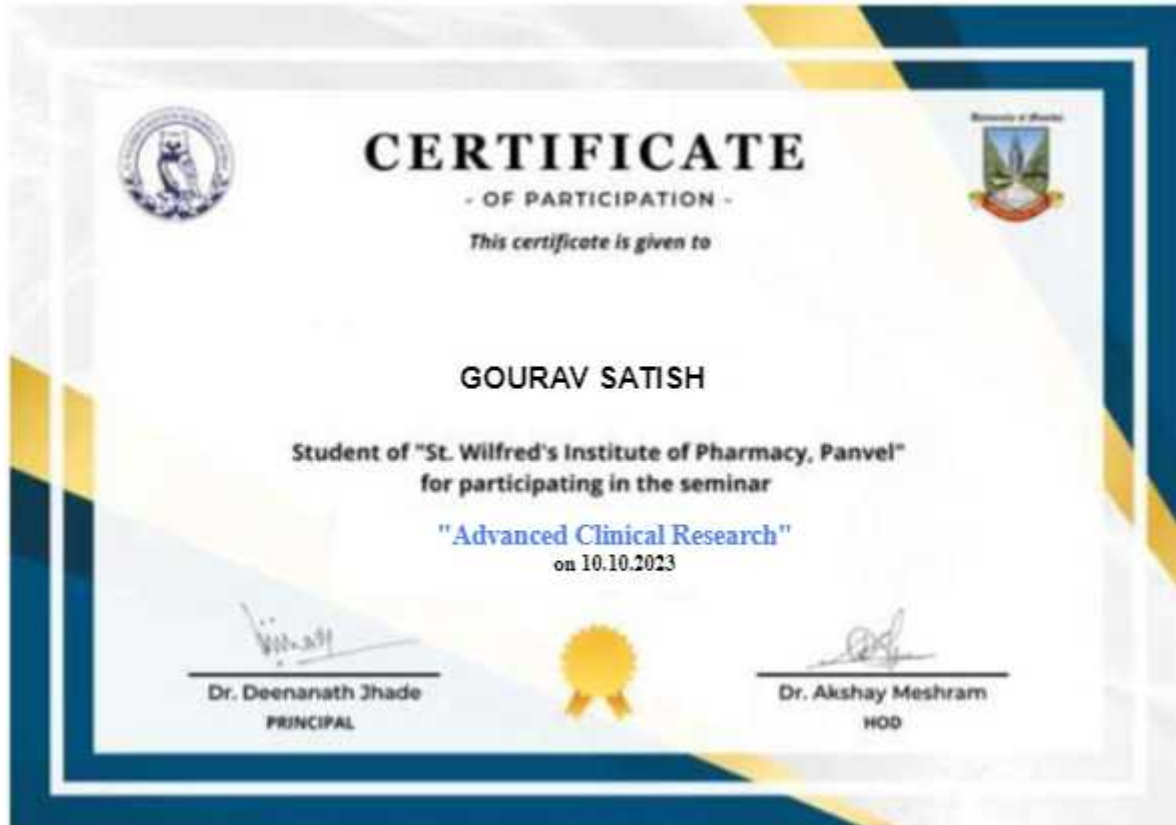 CERTIFICATE
- OF PARTICIPATION -
This certificate is given to
GOURAV SATISH
Student of "St. Wilfred's Institute of Pharmacy, Panvel"
for participating in the seminar
"Advanced Clinical Research"
on 10.10.2023
Dr. Deenanath Jhade
PRINCIPAL
Dr. Akshay Meshram
HOD